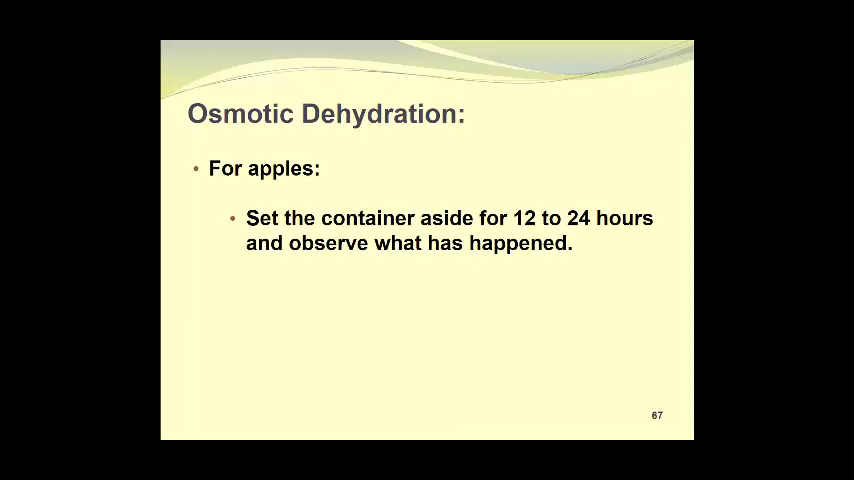 Osmotic Dehydration:
• For apples:
• Set the container aside for 12 to 24 hours
and observe what has happened.
67